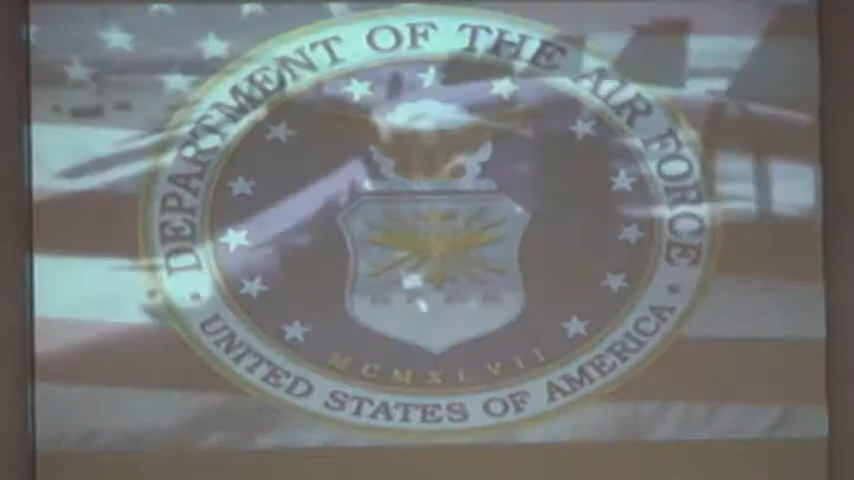 DEPARTMENT OF THE AIR FORCE
MCMXLVII
UNITED STATES OF AMERICA